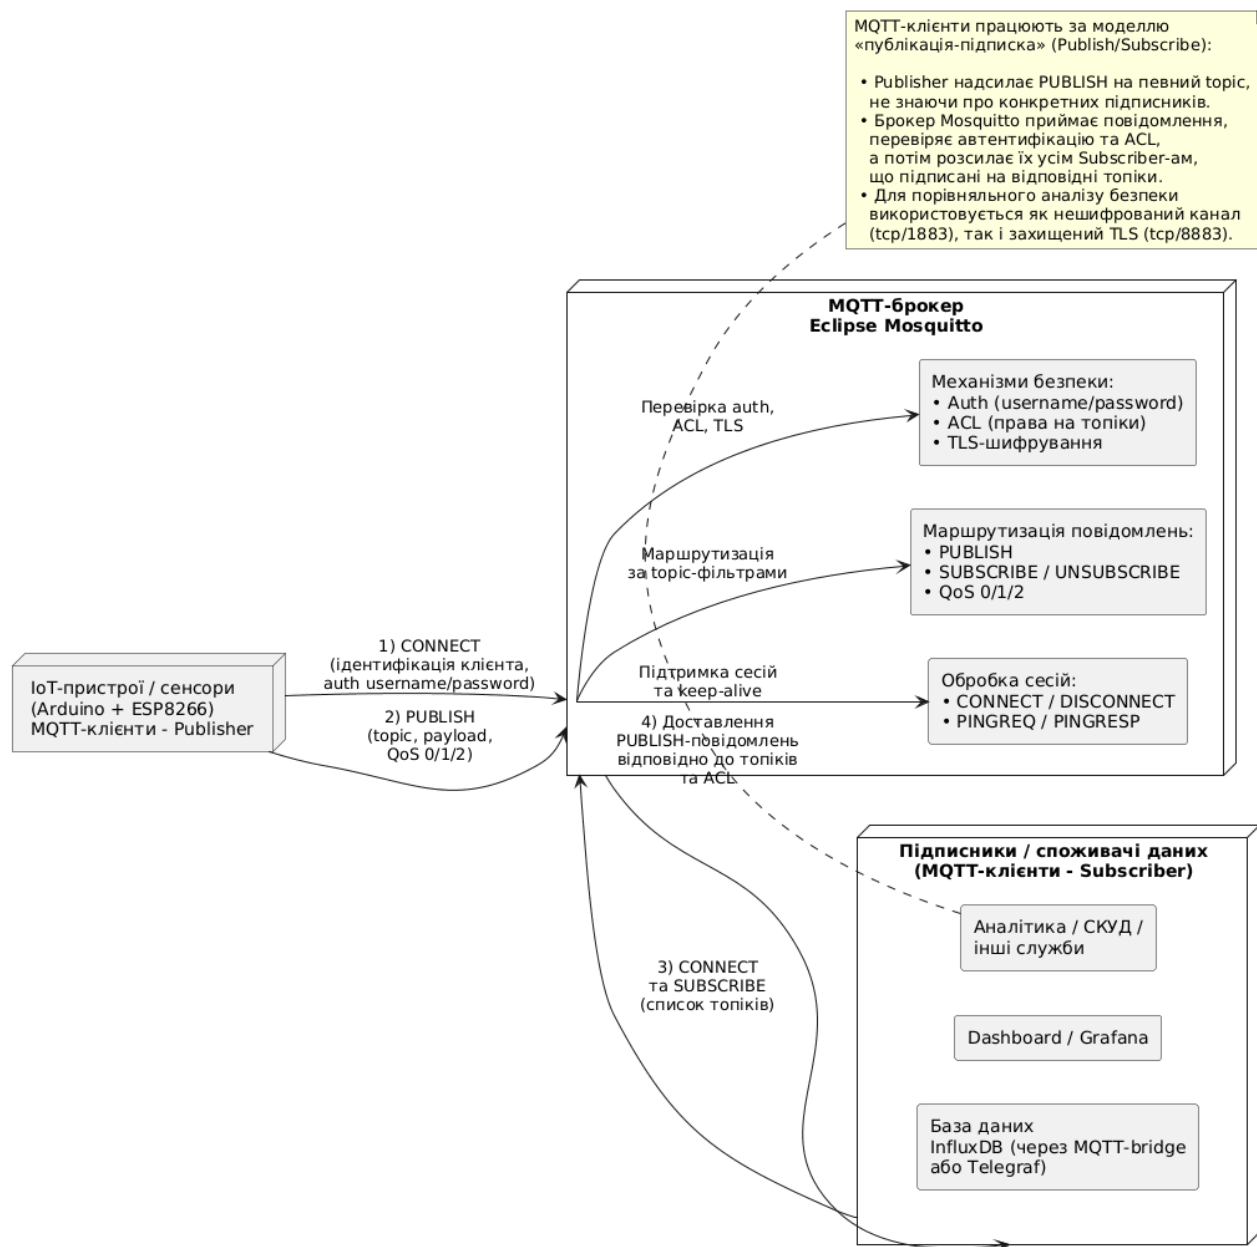 MQTT-клієнти працюють за моделлю
«публікація-підписка» (Publish/Subscribe):
• Publisher надсилає PUBLISH на певний topic,
не знаючи про конкретних підписників.
• Брокер Mosquitto приймає повідомлення,
перевіряє автентифікацію та ACL,
а потім розсилає їх усім Subscriber-ам,
що підписані на відповідні топіки.
• Для порівняльного аналізу безпеки
використовується як нешифрований канал
(tcp/1883), так і захищений TLS (tcp/8883).
MQTT-брокер
Eclipse Mosquitto
Перевірка auth,
ACL, TLS
Механізми безпеки:
• Auth (username/password)
• ACL (права на топіки)
• TLS-шифрування
Маршрутизація
за topic-фільтрами
Маршрутизація повідомлень:
• PUBLISH
• SUBSCRIBE / UNSUBSCRIBE
• QoS 0/1/2
Підтримка сесій
та keep-alive
Обробка сесій:
• CONNECT / DISCONNECT
• PINGREQ / PINGRESP
IoT-пристрої / сенсори
(Arduino + ESP8266)
MQTT-клієнти - Publisher
1) CONNECT
(ідентифікація клієнта,
auth username/password)
2) PUBLISH
(topic, payload,
QoS 0/1/2)
4) Доставлення
PUBLISH-повідомлень
відповідно до топіків
та ACL
3) CONNECT
та SUBSCRIBE
(список топіків)
Підписники / споживачі даних
(MQTT-клієнти - Subscriber)
Аналітика / СКУД /
інші служби
Dashboard / Grafana
База даних
InfluxDB (через MQTT-bridge
або Telegraf)